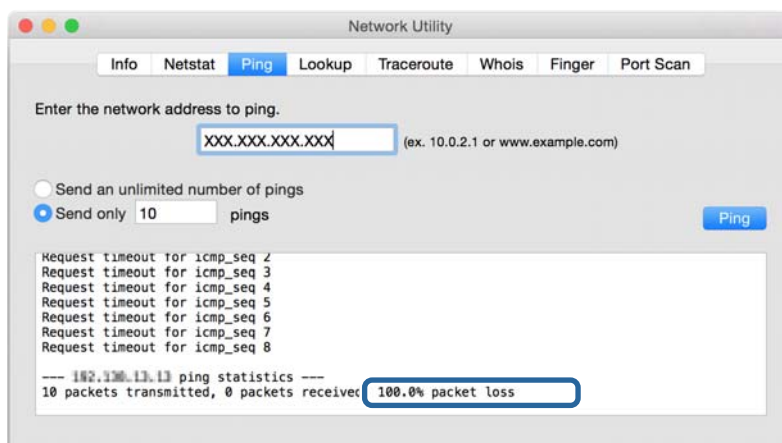 Network Utility
Info Netstat Ping Lookup Traceroute Whois Finger Port Scan
Enter the network address to ping.
XXX.XXX.XXX.XXX (ex. 10.0.2.1 or www.example.com)
Send an unlimited number of pings
Send only 10 pings
Ping
Request timeout for icmp_seq 2
Request timeout for icmp_seq 3
Request timeout for icmp_seq 4
Request timeout for icmp_seq 5
Request timeout for icmp_seq 6
Request timeout for icmp_seq 7
Request timeout for icmp_seq 8
--- ping statistics ---
10 packets transmitted, 0 packets received 100.0% packet loss